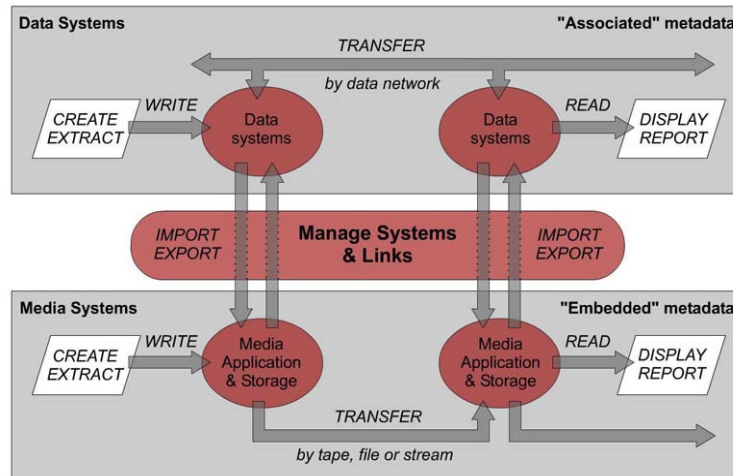 Data Systems
"Associated" metadata
TRANSFER
by data network
CREATE
EXTRACT
WRITE
Data
systems
Data
systems
READ
DISPLAY
REPORT
IMPORT
EXPORT
Manage Systems
& Links
IMPORT
EXPORT
Media Systems
"Embedded" metadata
CREATE
EXTRACT
WRITE
Media
Application
& Storage
Media
Application
& Storage
READ
DISPLAY
REPORT
TRANSFER
by tape, file or stream